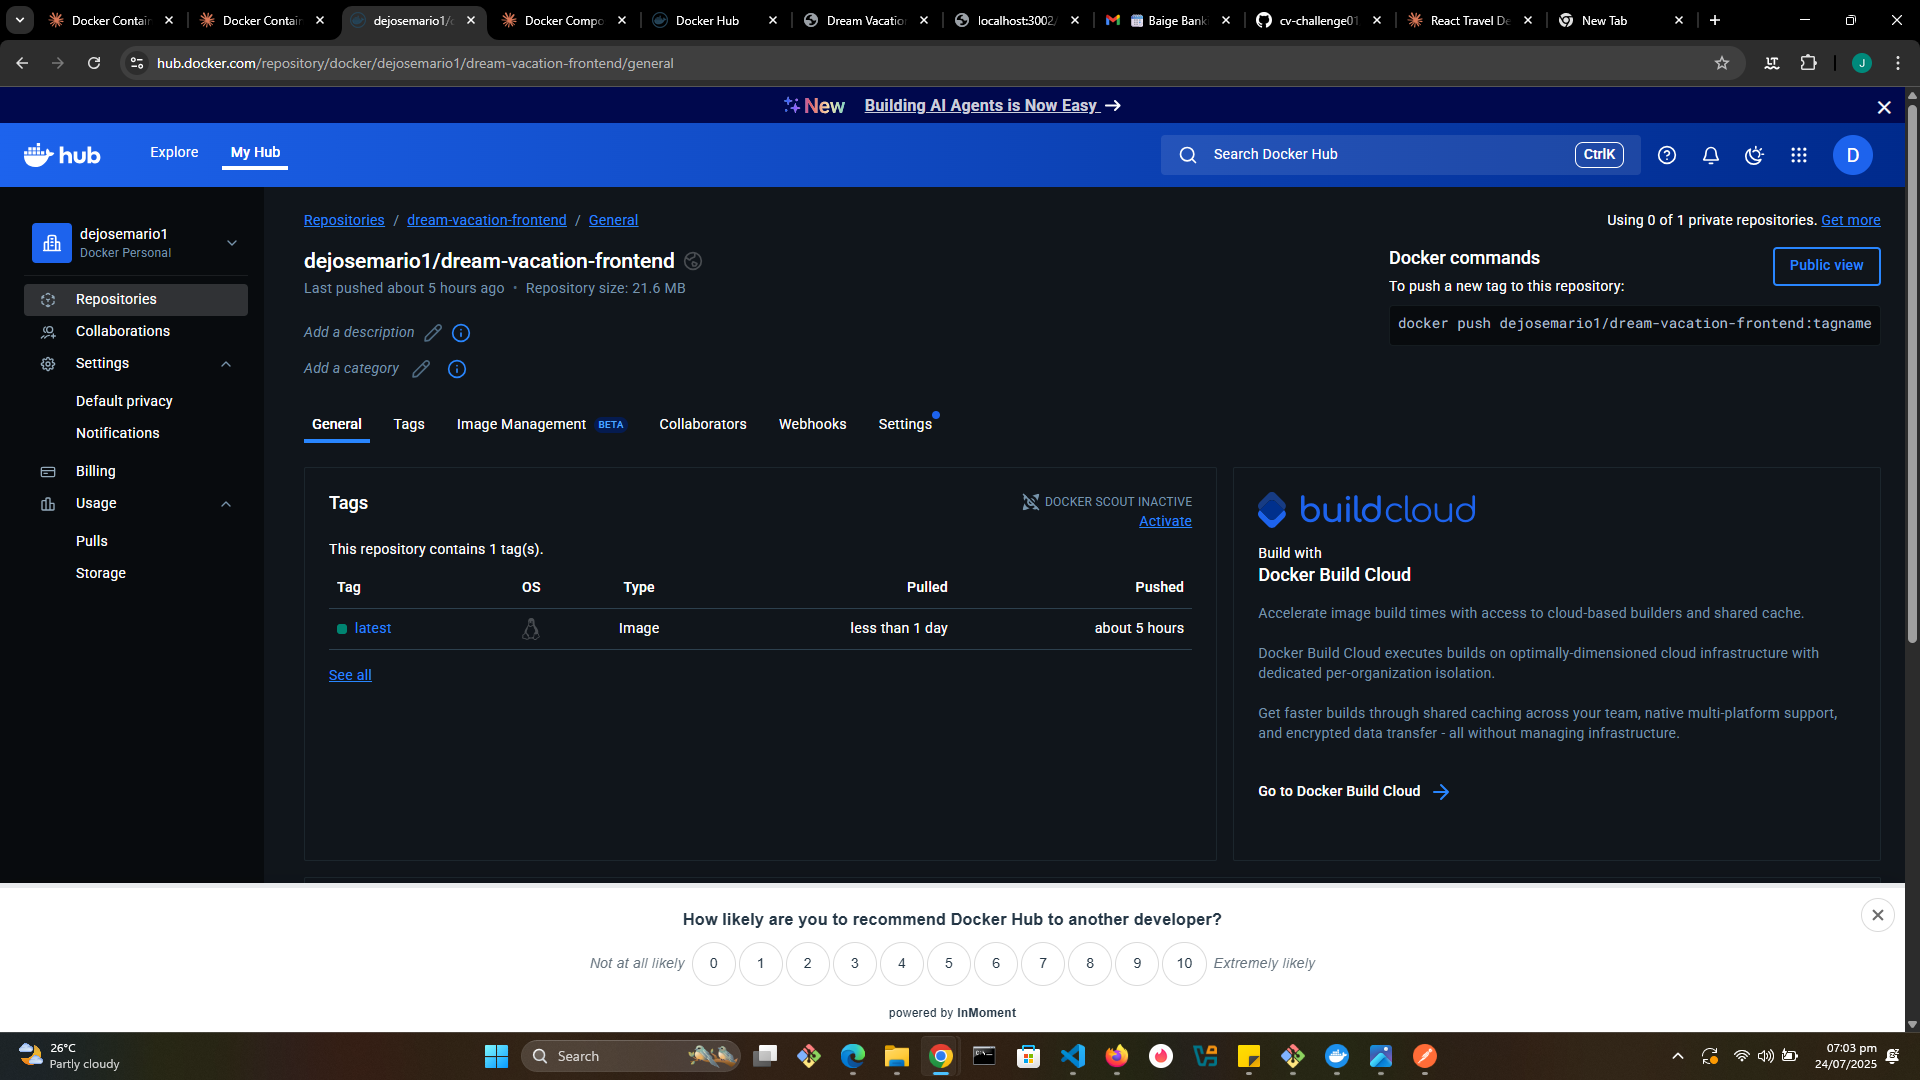 Docker Contain
Docker Contain
dejosemario1/d
Docker Compo
Docker Hub
Dream Vacation
localhost:3002/
Baige Bank
cv-challenge01
React Travel De
New Tab
hub.docker.com/repository/docker/dejosemario1/dream-vacation-frontend/general
J
New Building AI Agents is Now Easy →
hub
Explore
My Hub
Search Docker Hub
CtrlK
D
dejosemario1
Docker Personal
Repositories
Collaborations
Settings
Default privacy
Notifications
Billing
Usage
Pulls
Storage
Repositories / dream-vacation-frontend / General
Using 0 of 1 private repositories. Get more
dejosemario1/dream-vacation-frontend
Last pushed about 5 hours ago • Repository size: 21.6 MB
Add a description
Add a category
Docker commands
Public view
To push a new tag to this repository:
docker push dejosemario1/dream-vacation-frontend:tagname
General
Tags
Image Management BETA
Collaborators
Webhooks
Settings
Tags
DOCKER SCOUT INACTIVE
Activate
This repository contains 1 tag(s).
Tag OS Type Pulled Pushed
latest Image less than 1 day about 5 hours
See all
buildcloud
Build with
Docker Build Cloud
Accelerate image build times with access to cloud-based builders and shared cache.
Docker Build Cloud executes builds on optimally-dimensioned cloud infrastructure with
dedicated per-organization isolation.
Get faster builds through shared caching across your team, native multi-platform support,
and encrypted data transfer - all without managing infrastructure.
Go to Docker Build Cloud
How likely are you to recommend Docker Hub to another developer?
Not at all likely 0 1 2 3 4 5 6 7 8 9 10 Extremely likely
powered by InMoment
26°C
Partly cloudy
Search
07:03 pm
24/07/2025